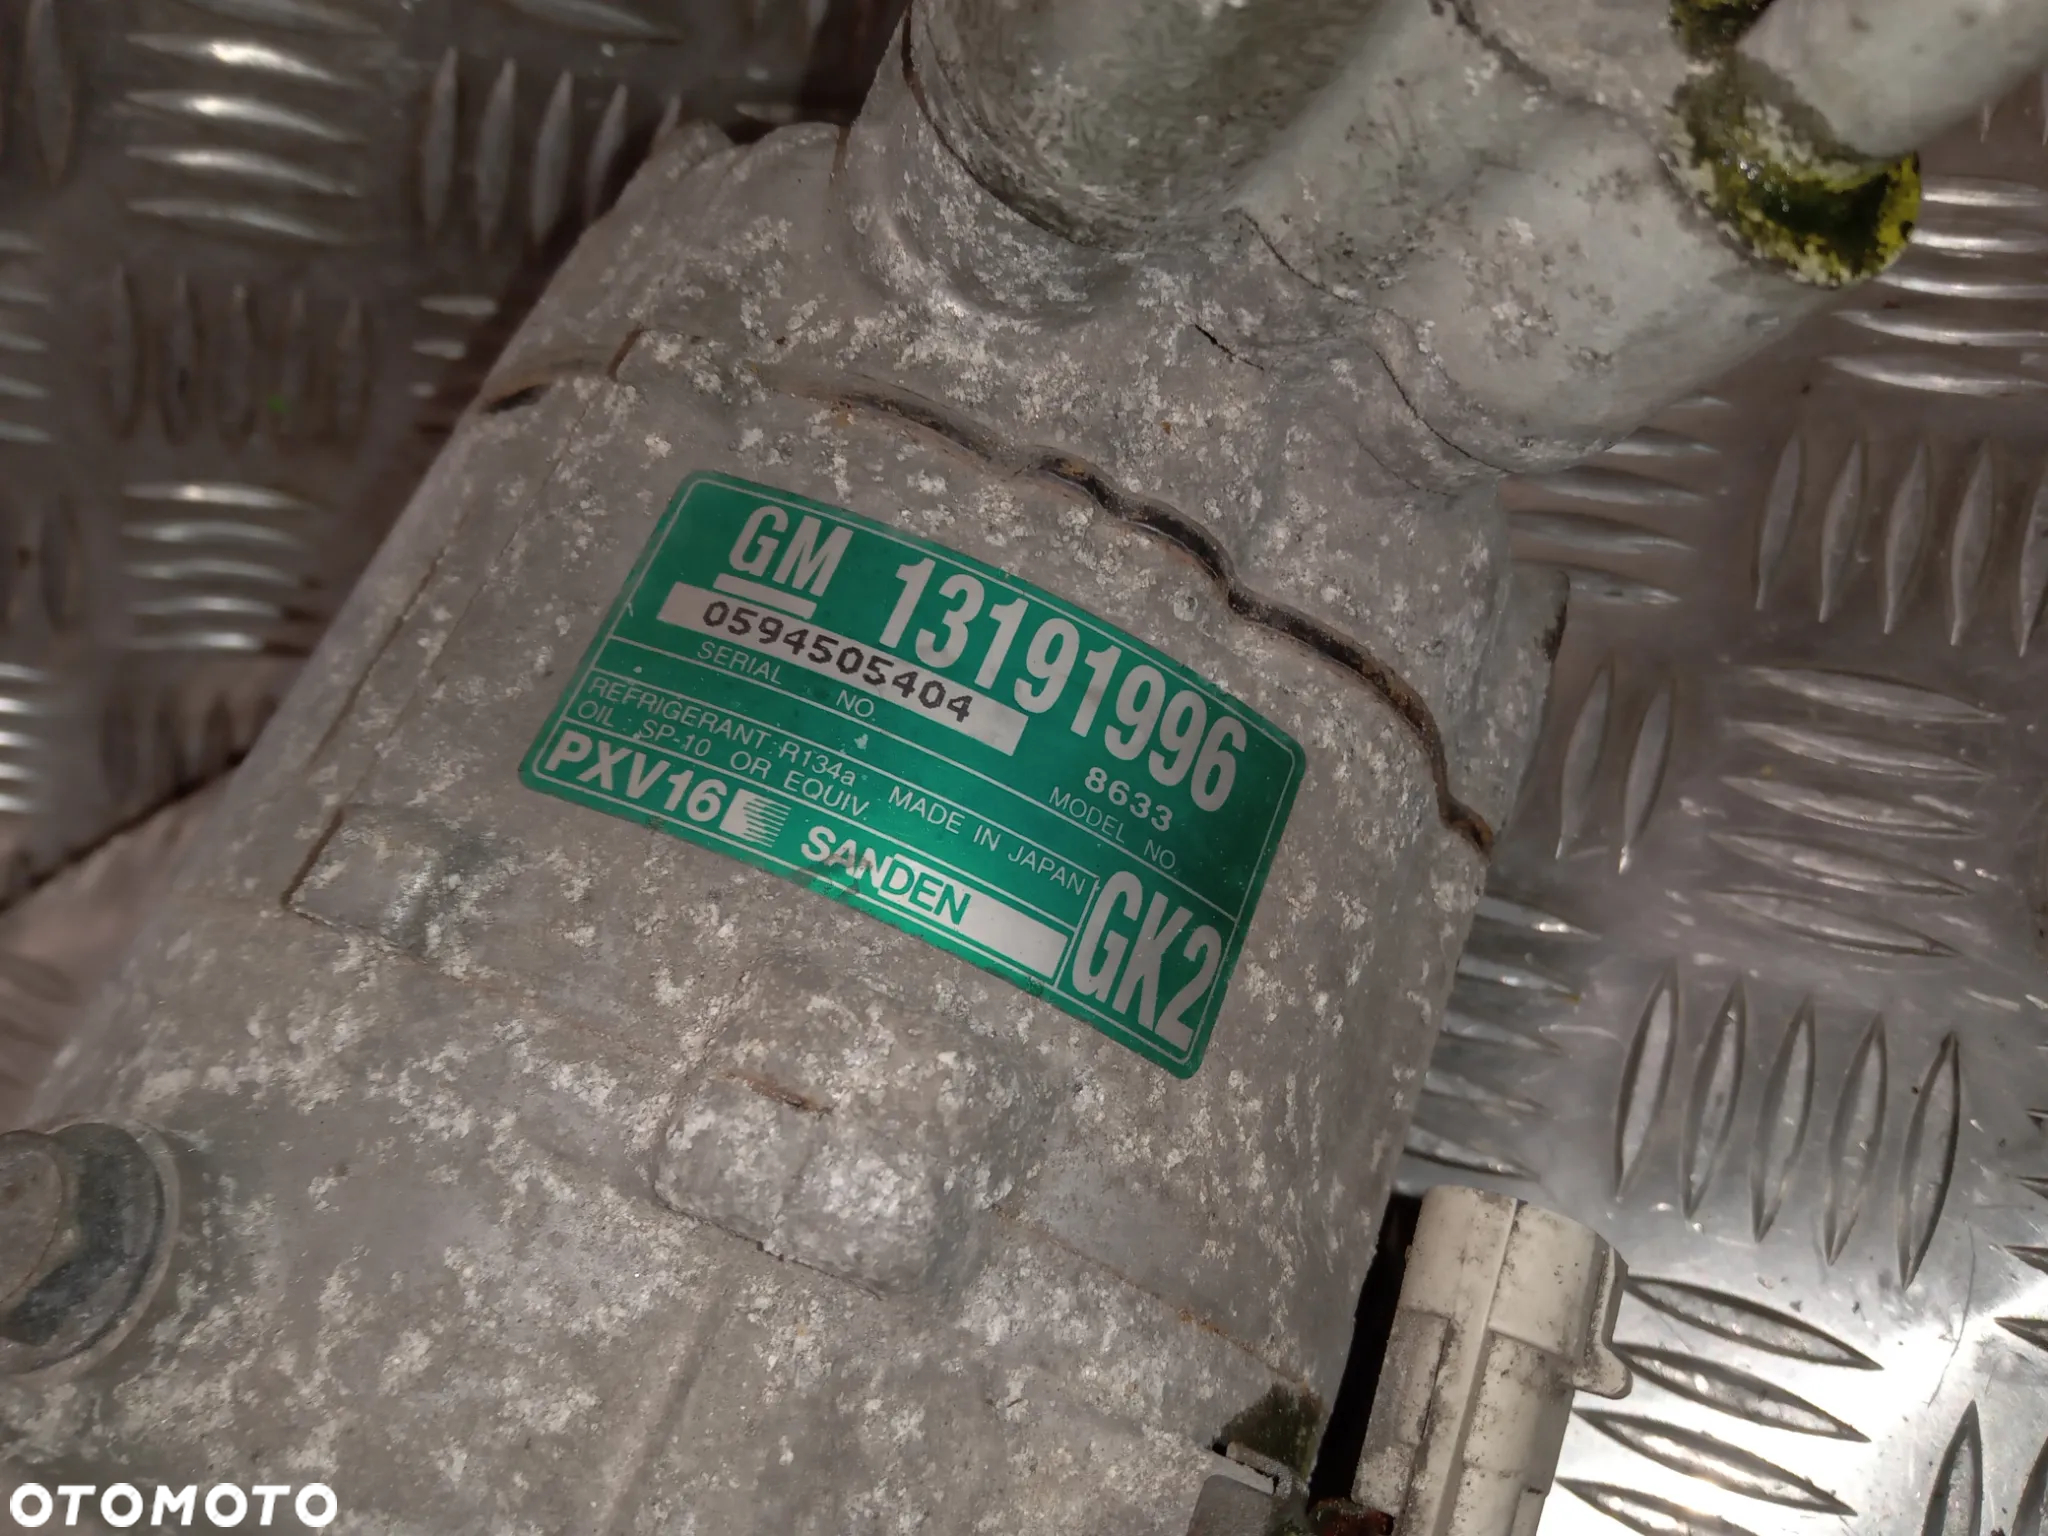 GM 13191996
0594505404 8633
SERIAL NO. MODEL NO.
REFRIGERANT : R134a MADE IN JAPAN
OIL : SP-10 OR EQUIV.
PXV16 SANDEN GK2
OTOMOTO